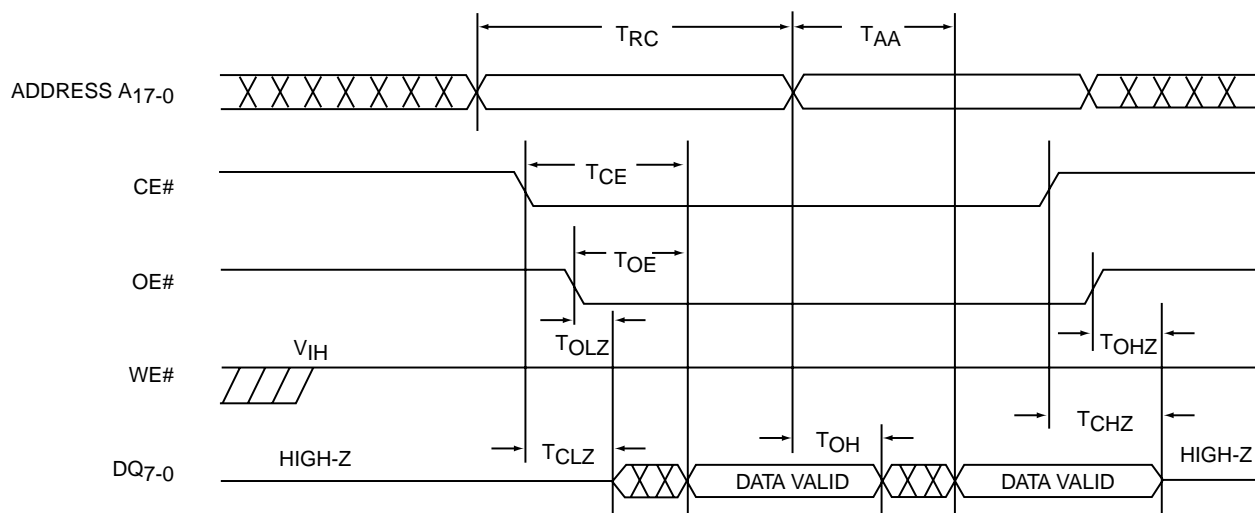 TRC
TAA
ADDRESS A17-0
TCE
CE#
TOE
OE#
TOLZ
TOHZ
VIH
WE#
TCLZ
TOH
TCHZ
DQ7-0
HIGH-Z
DATA VALID
DATA VALID
HIGH-Z